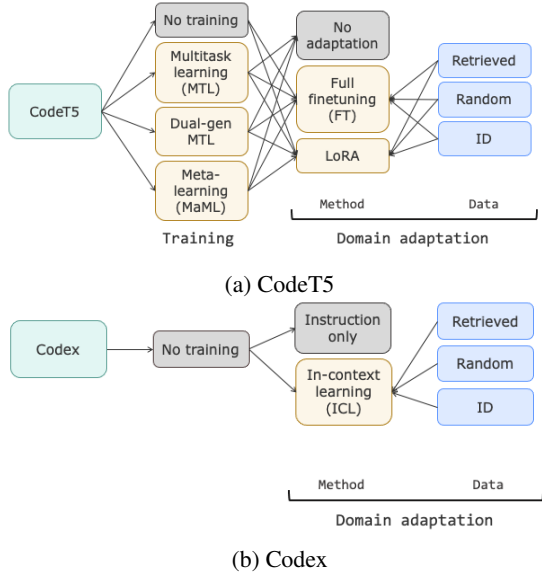 CodeT5
No training
Multitask
learning
(MTL)
Dual-gen
MTL
Meta-
learning
(MaML)
No
adaptation
Full
finetuning
(FT)
LoRA
Retrieved
Random
ID
Training
Method
Data
Domain adaptation
(a) CodeT5
Codex
No training
Instruction
only
In-context
learning
(ICL)
Retrieved
Random
ID
Method
Data
Domain adaptation
(b) Codex